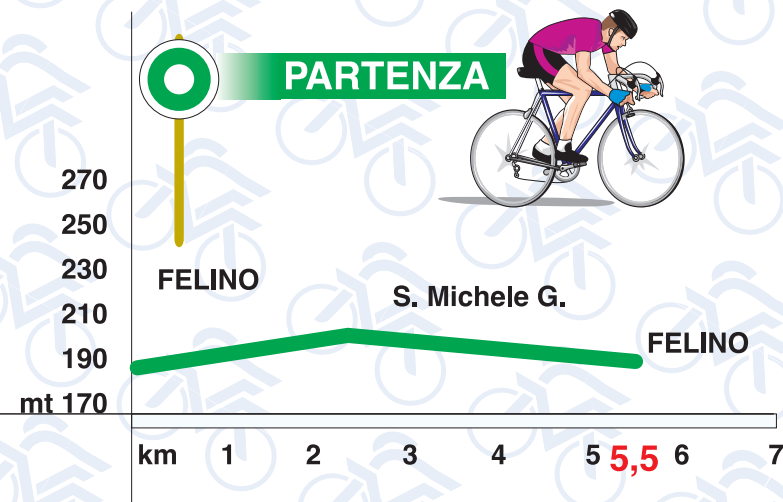 PARTENZA
270
250
230
210
190
mt 170
FELINO
S. Michele G.
FELINO
km 1 2 3 4 5 5,5 6 7